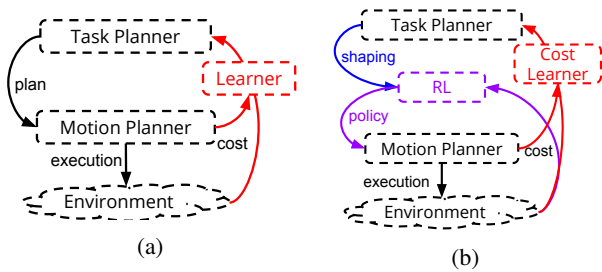 Task Planner
Learner
plan
Motion Planner
cost
execution
Environment
(a)
Task Planner
Cost
Learner
shaping
RL
policy
Motion Planner
cost
execution
Environment
(b)